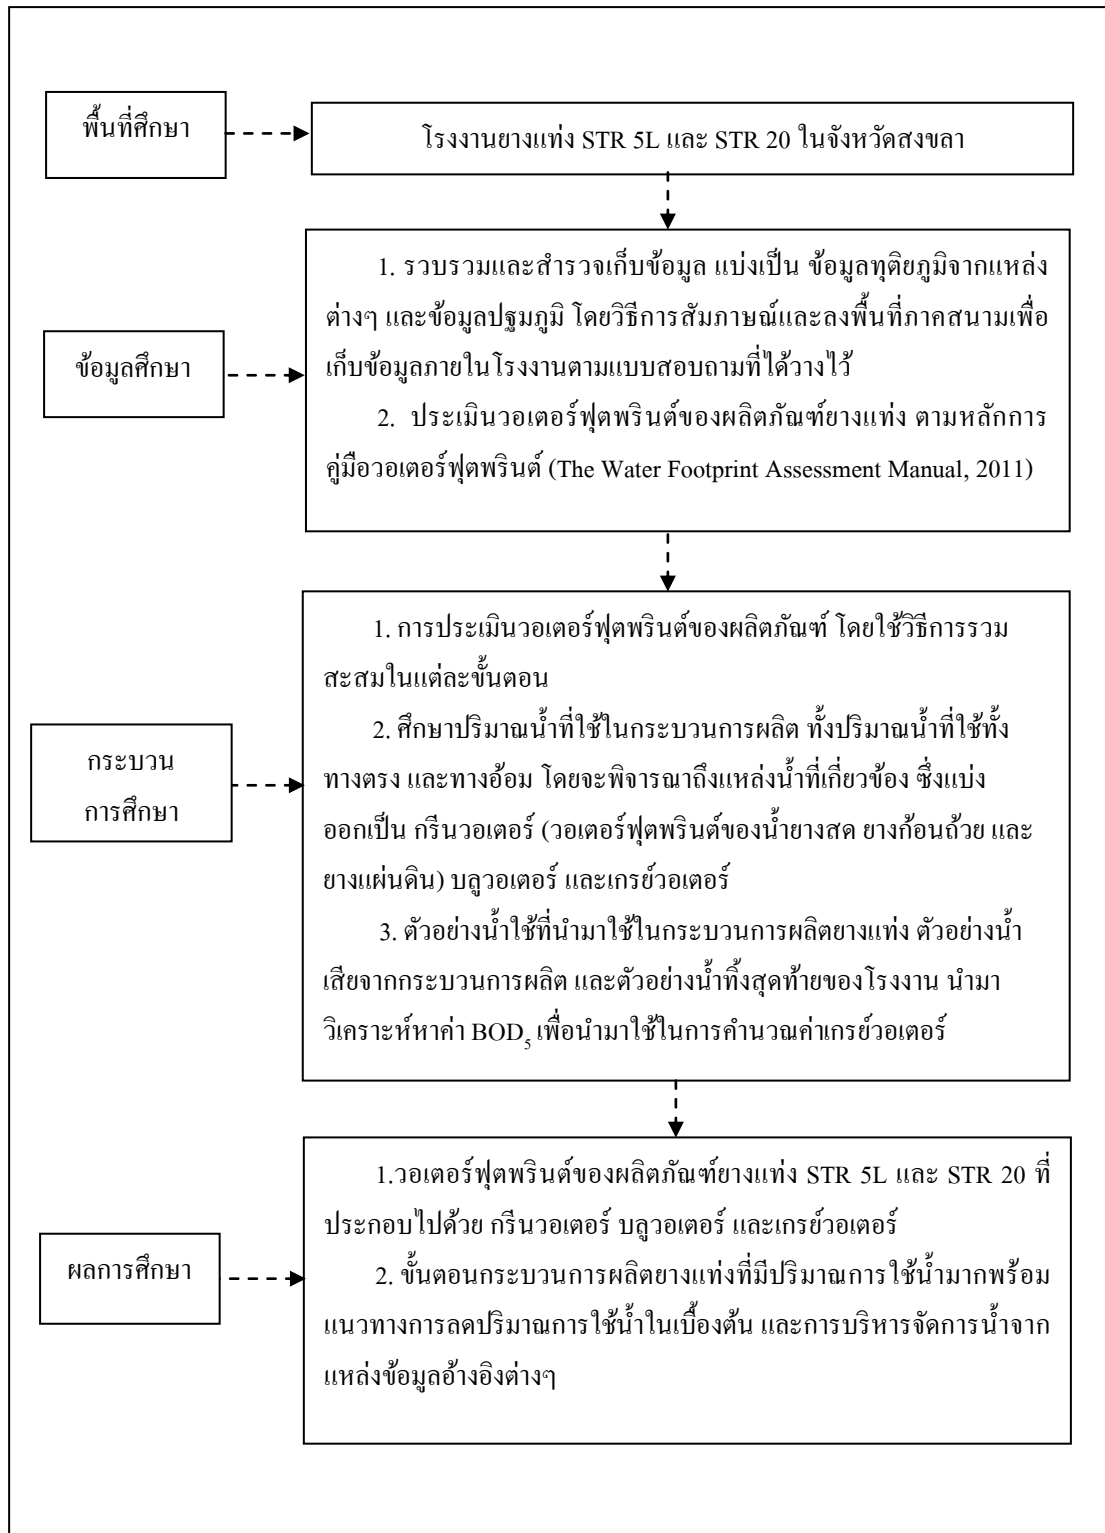 พื้นที่ศึกษา
โรงงานยางแท่ง STR 5L และ STR 20 ในจังหวัดสงขลา
ข้อมูลศึกษา
1. รวบรวมและสำรวจเก็บข้อมูล แบ่งเป็น ข้อมูลทุติยภูมิจากแหล่ง
ต่างๆ และข้อมูลปฐมภูมิ โดยวิธีการสัมภาษณ์และลงพื้นที่ภาคสนามเพื่อ
เก็บข้อมูลภายในโรงงานตามแบบสอบถามที่ได้วางไว้
2. ประเมินวอเตอร์ฟุตพรินต์ของผลิตภัณฑ์ยางแท่ง ตามหลักการ
คู่มือวอเตอร์ฟุตพรินต์ (The Water Footprint Assessment Manual, 2011)
กระบวน
การศึกษา
1. การประเมินวอเตอร์ฟุตพรินต์ของผลิตภัณฑ์ โดยใช้วิธีการรวม
สะสมในแต่ละขั้นตอน
2. ศึกษาปริมาณน้ำที่ใช้ในกระบวนการผลิต ทั้งปริมาณน้ำที่ใช้ทั้ง
ทางตรง และทางอ้อม โดยจะพิจารณาถึงแหล่งน้ำที่เกี่ยวข้อง ซึ่งแบ่ง
ออกเป็น กรีนวอเตอร์ (วอเตอร์ฟุตพรินต์ของน้ำยางสด ยางก้อนถ้วย และ
ยางแผ่นดิบ) บลูวอเตอร์ และเกรย์วอเตอร์
3. ตัวอย่างน้ำใช้ที่นำมาใช้ในกระบวนการผลิตยางแท่ง ตัวอย่างน้ำ
เสียจากกระบวนการผลิต และตัวอย่างน้ำทิ้งสุดท้ายของโรงงาน นำมา
วิเคราะห์หาค่า BOD₅ เพื่อนำมาใช้ในการคำนวณค่าเกรย์วอเตอร์
ผลการศึกษา
1.วอเตอร์ฟุตพรินต์ของผลิตภัณฑ์ยางแท่ง STR 5L และ STR 20 ที่
ประกอบไปด้วย กรีนวอเตอร์ บลูวอเตอร์ และเกรย์วอเตอร์
2. ขั้นตอนกระบวนการผลิตยางแท่งที่มีปริมาณการใช้น้ำมากพร้อม
แนวทางการลดปริมาณการใช้น้ำในเบื้องต้น และการบริหารจัดการน้ำจาก
แหล่งข้อมูลอ้างอิงต่างๆ